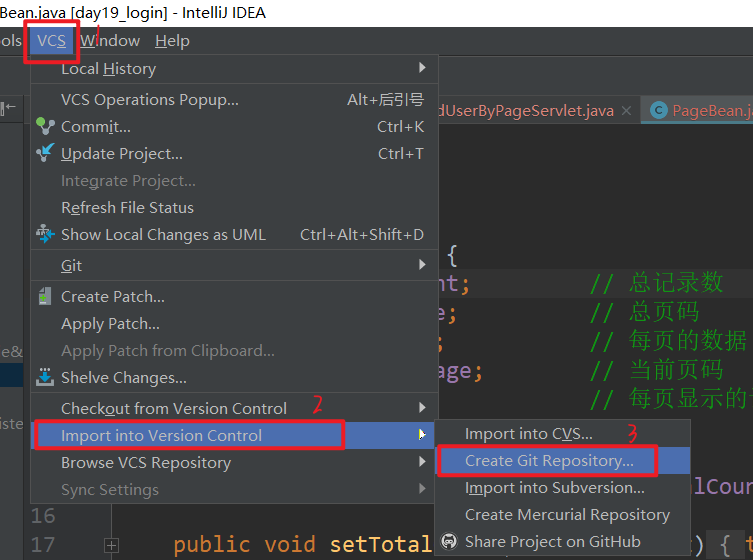 Bean.java [day19_login] - IntelliJ IDEA
ols VCS 1 Window Help
Local History
VCS Operations Popup... Alt+后引号
dUserByPageServlet.java PageBean.j
Commit... Ctrl+K
Update Project... Ctrl+T
Integrate Project...
Refresh File Status
Show Local Changes as UML Ctrl+Alt+Shift+D
{
Git
nt; // 总记录数
Create Patch...
e; // 总页码
Apply Patch...
; // 每页的数据
Apply Patch from Clipboard...
age; // 当前页码
Shelve Changes...
// 每页显示的
Checkout from Version Control 2
Import into Version Control
Import into CVS... 3
Browse VCS Repository
Create Git Repository...
Sync Settings
Import into Subversion...
lCoun
16
Create Mercurial Repository
17 public void setTotal
Share Project on GitHub
) { t